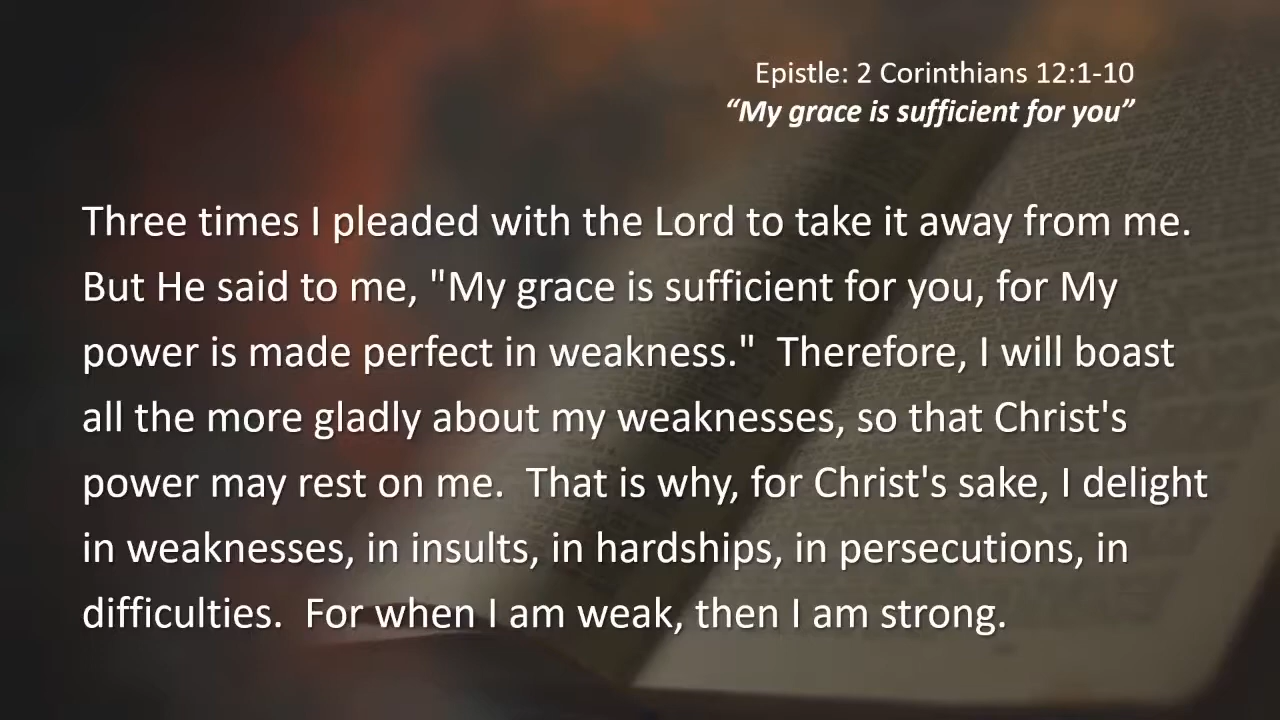 Epistle: 2 Corinthians 12:1-10
“My grace is sufficient for you”
Three times I pleaded with the Lord to take it away from me.
But He said to me, "My grace is sufficient for you, for My
power is made perfect in weakness."  Therefore, I will boast
all the more gladly about my weaknesses, so that Christ's
power may rest on me.  That is why, for Christ's sake, I delight
in weaknesses, in insults, in hardships, in persecutions, in
difficulties.  For when I am weak, then I am strong.